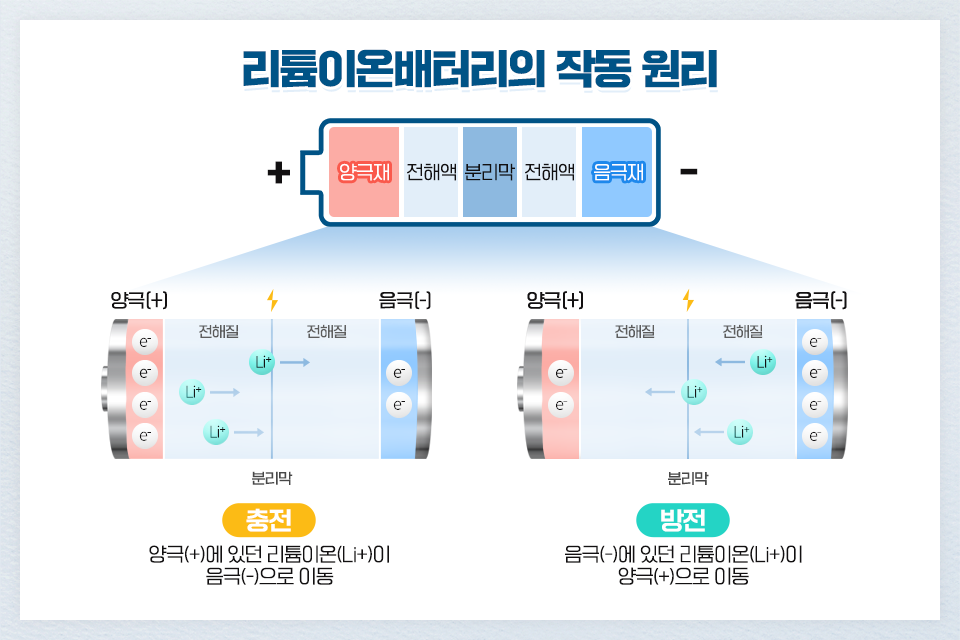 리튬이온배터리의 작동 원리
+ 양극재 전해액 분리막 전해액 음극재 -
양극(+) 음극(-)
전해질 전해질
e-
e-
e-
e-
Li+
Li+
Li+
e-
e-
분리막
충전
양극(+)에 있던 리튬이온(Li+)이
음극(-)으로 이동
양극(+) 음극(-)
전해질 전해질
e-
e-
Li+
Li+
Li+
e-
e-
e-
e-
분리막
방전
음극(-)에 있던 리튬이온(Li+)이
양극(+)으로 이동